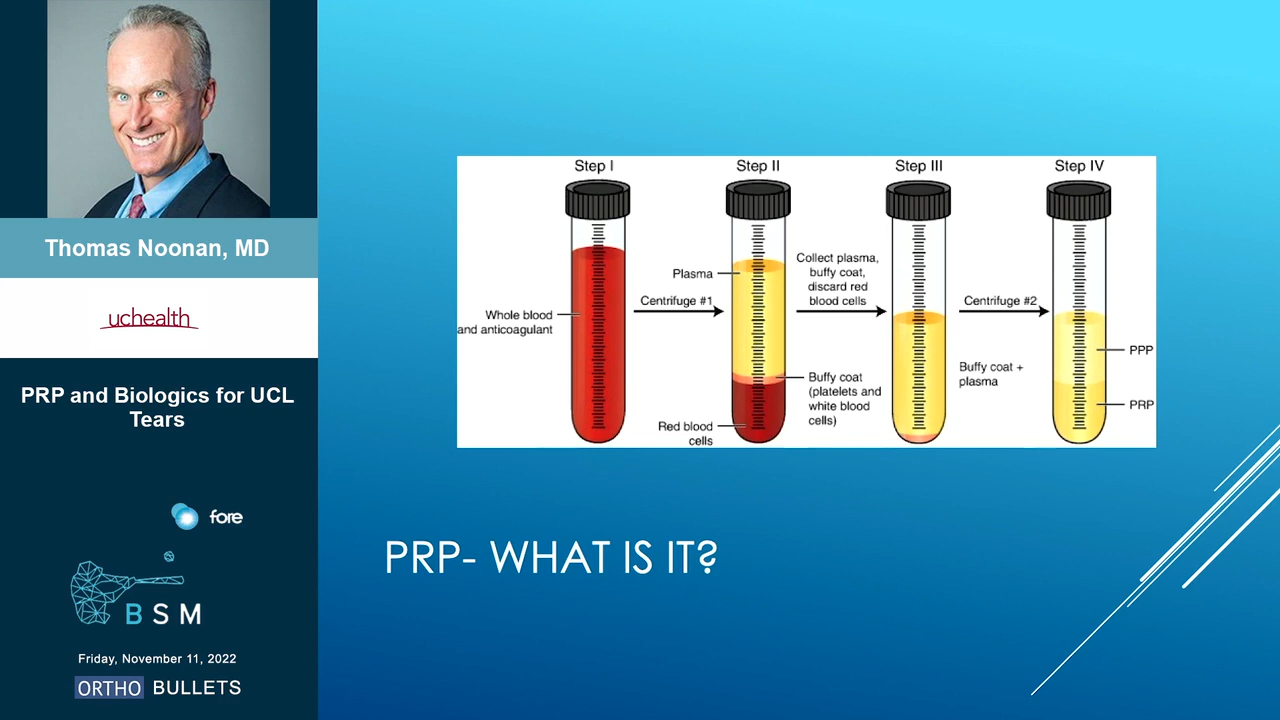 Thomas Noonan, MD
uchealth
PRP and Biologics for UCL
Tears
fore
BSM
Friday, November 11, 2022
ORTHO BULLETS
Step I
Step II
Step III
Step IV
Whole blood
and anticoagulant
Centrifuge #1
Plasma
Buffy coat
(platelets and
white blood
cells)
Red blood
cells
Collect plasma,
buffy coat,
discard red
blood cells
Buffy coat +
plasma
Centrifuge #2
PPP
PRP
PRP- WHAT IS IT?